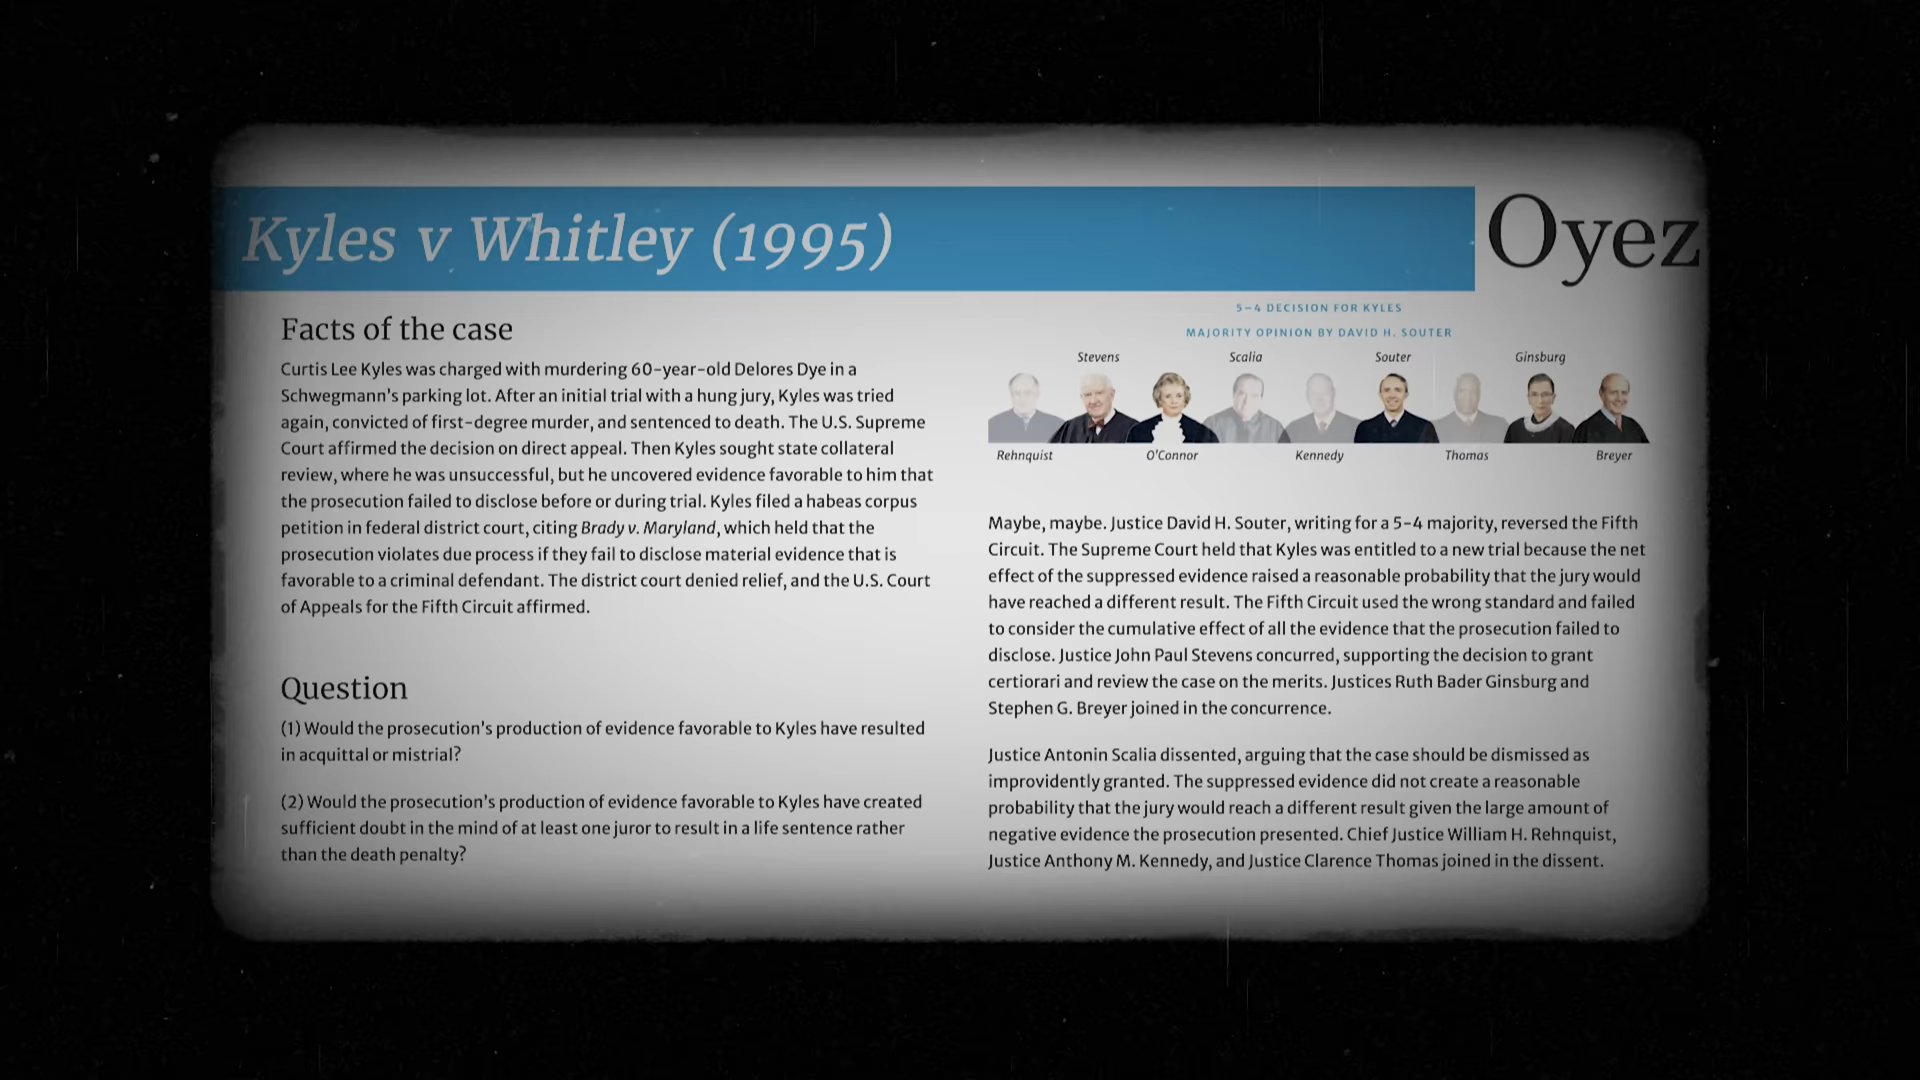 Kyles v Whitley (1995)
Oyez
Facts of the case
Curtis Lee Kyles was charged with murdering 60-year-old Delores Dye in a
Schwegmann's parking lot. After an initial trial with a hung jury, Kyles was tried
again, convicted of first-degree murder, and sentenced to death. The U.S. Supreme
Court affirmed the decision on direct appeal. Then Kyles sought state collateral
review, where he was unsuccessful, but he uncovered evidence favorable to him that
the prosecution failed to disclose before or during trial. Kyles filed a habeas corpus
petition in federal district court, citing Brady v. Maryland, which held that the
prosecution violates due process if they fail to disclose material evidence that is
favorable to a criminal defendant. The district court denied relief, and the U.S. Court
of Appeals for the Fifth Circuit affirmed.
Question
(1) Would the prosecution's production of evidence favorable to Kyles have resulted
in acquittal or mistrial?
(2) Would the prosecution's production of evidence favorable to Kyles have created
sufficient doubt in the mind of at least one juror to result in a life sentence rather
than the death penalty?
5-4 DECISION FOR KYLES
MAJORITY OPINION BY DAVID H. SOUTER
Stevens Scalia Souter Ginsburg
Rehnquist O'Connor Kennedy Thomas Breyer
Maybe, maybe. Justice David H. Souter, writing for a 5-4 majority, reversed the Fifth
Circuit. The Supreme Court held that Kyles was entitled to a new trial because the net
effect of the suppressed evidence raised a reasonable probability that the jury would
have reached a different result. The Fifth Circuit used the wrong standard and failed
to consider the cumulative effect of all the evidence that the prosecution failed to
disclose. Justice John Paul Stevens concurred, supporting the decision to grant
certiorari and review the case on the merits. Justices Ruth Bader Ginsburg and
Stephen G. Breyer joined in the concurrence.
Justice Antonin Scalia dissented, arguing that the case should be dismissed as
improvidently granted. The suppressed evidence did not create a reasonable
probability that the jury would reach a different result given the large amount of
negative evidence the prosecution presented. Chief Justice William H. Rehnquist,
Justice Anthony M. Kennedy, and Justice Clarence Thomas joined in the dissent.